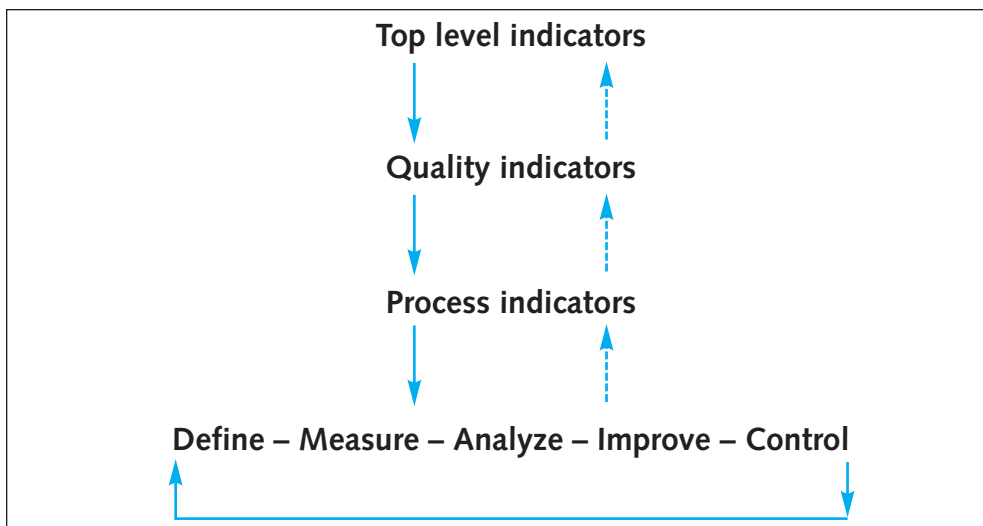 Top level indicators
Quality indicators
Process indicators
Define – Measure – Analyze – Improve – Control